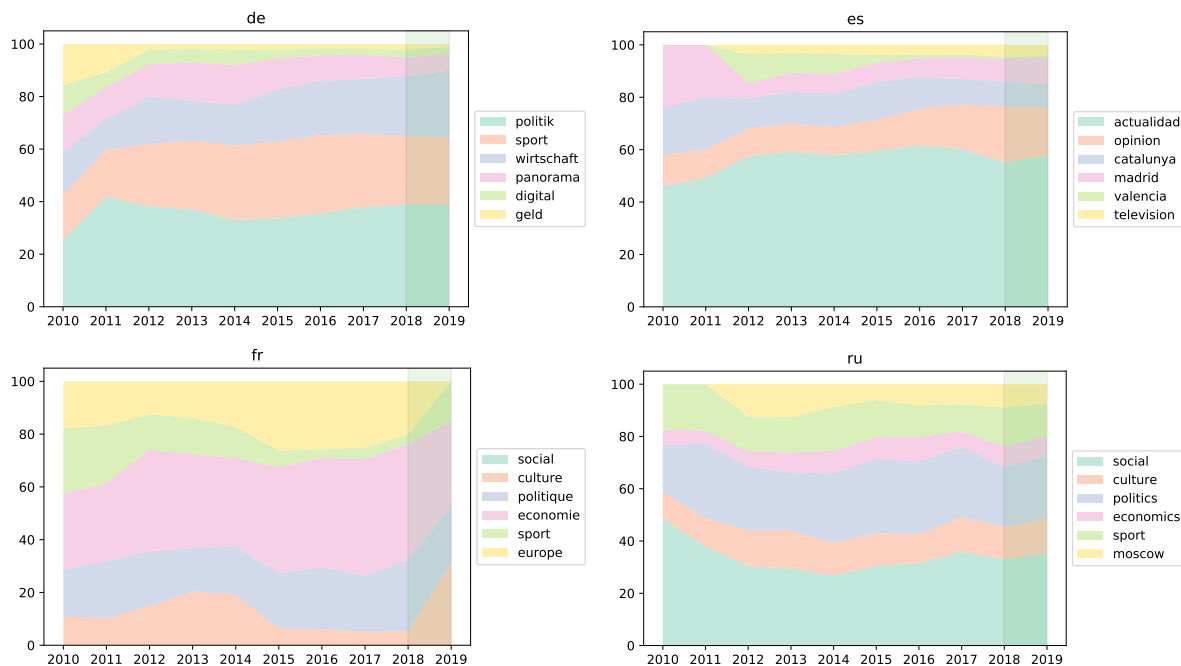 de
100
80
60
40
20
0
2010 2011 2012 2013 2014 2015 2016 2017 2018 2019
politik
sport
wirtschaft
panorama
digital
geld
es
100
80
60
40
20
0
2010 2011 2012 2013 2014 2015 2016 2017 2018 2019
actualidad
opinion
catalunya
madrid
valencia
television
fr
100
80
60
40
20
0
2010 2011 2012 2013 2014 2015 2016 2017 2018 2019
social
culture
politique
economie
sport
europe
ru
100
80
60
40
20
0
2010 2011 2012 2013 2014 2015 2016 2017 2018 2019
social
culture
politics
economics
sport
moscow